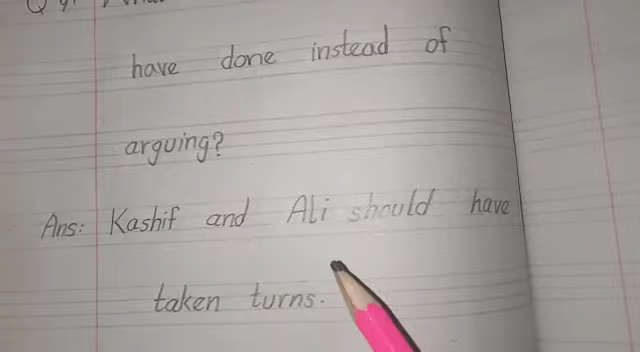 have done instead of
arguing?
Ans: Kashif and Ali should have
taken turns.